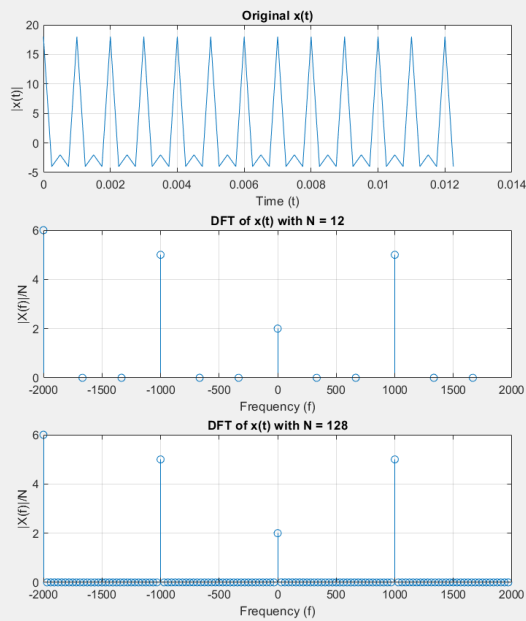 Original x(t)
20
15
10
5
0
-5
|x(t)|
0 0.002 0.004 0.006 0.008 0.01 0.012 0.014
Time (t)
DFT of x(t) with N = 12
6
4
2
0
|X(f)|/N
-2000 -1500 -1000 -500 0 500 1000 1500 2000
Frequency (f)
DFT of x(t) with N = 128
6
4
2
0
|X(f)|/N
-2000 -1500 -1000 -500 0 500 1000 1500 2000
Frequency (f)